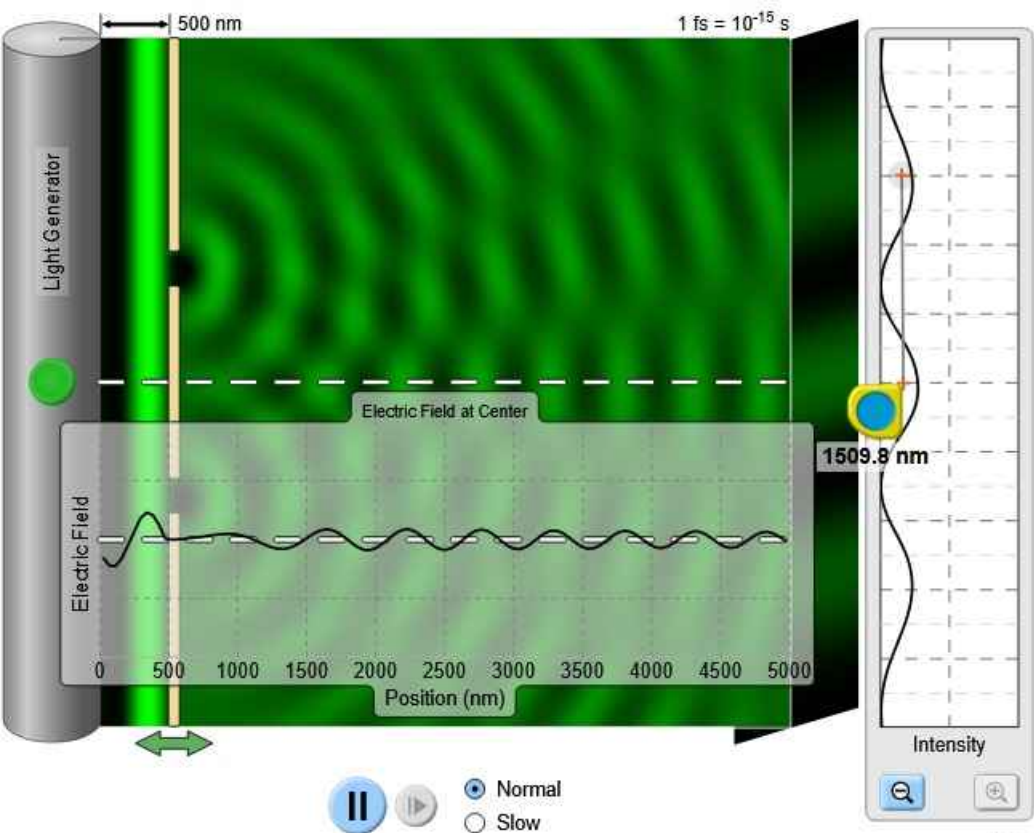 500 nm
1 fs = 10⁻¹⁵ s
Light Generator
Electric Field at Center
1509.8 nm
Electric Field
0 500 1000 1500 2000 2500 3000 3500 4000 4500 5000
Position (nm)
Intensity
Normal
Slow